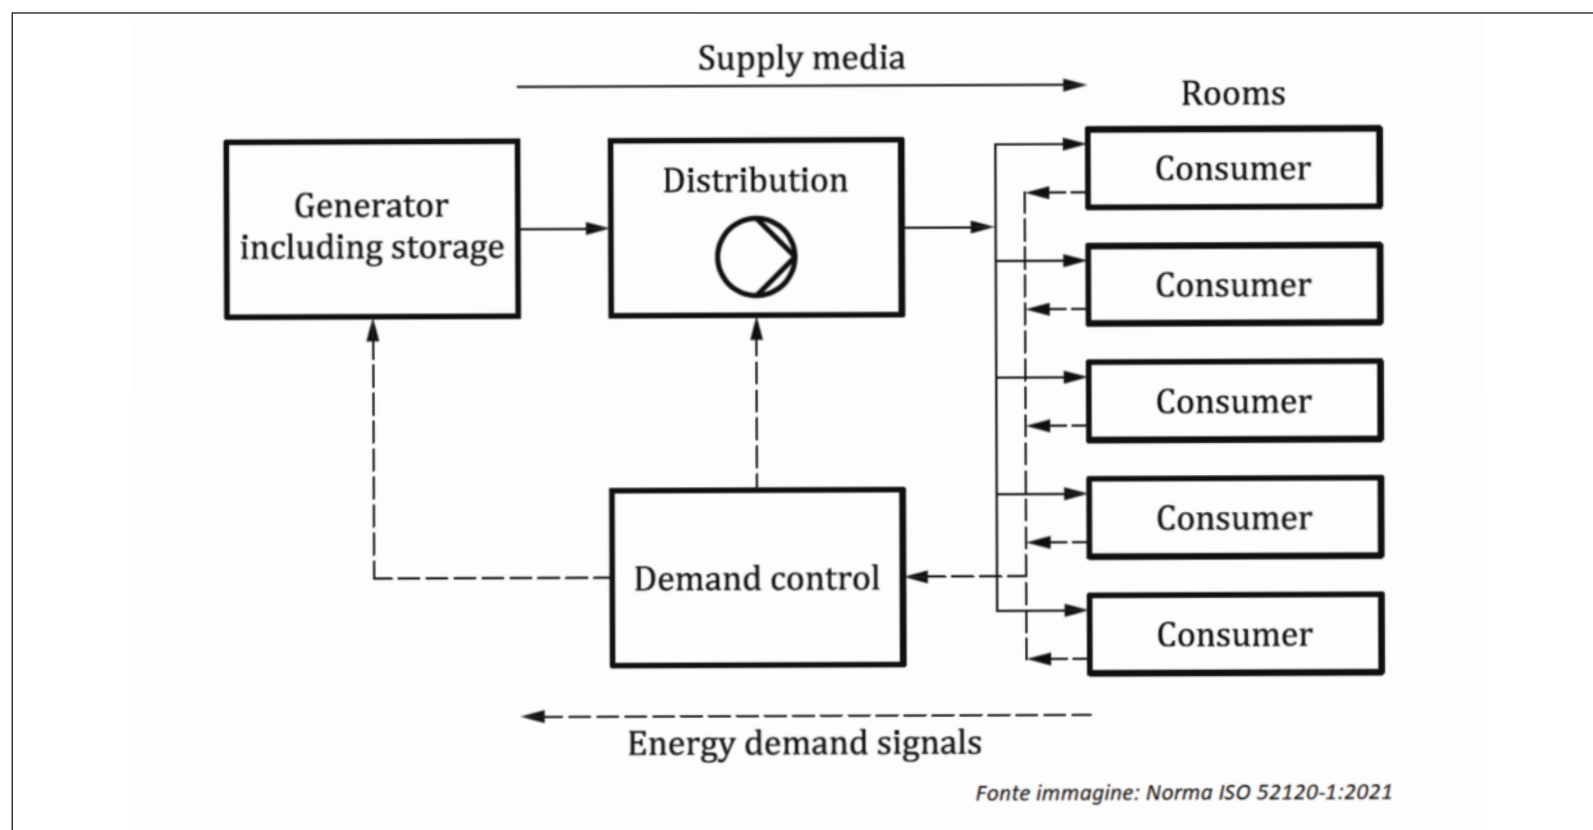 Supply media
Rooms
Generator
including storage
Distribution
Consumer
Consumer
Consumer
Consumer
Consumer
Demand control
Energy demand signals
Fonte immagine: Norma ISO 52120-1:2021